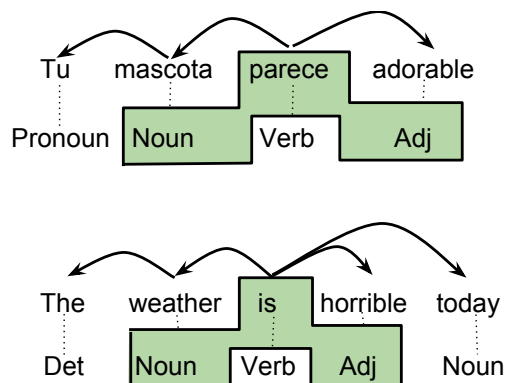 Tu mascota parece adorable
Pronoun Noun Verb Adj
The weather is horrible today
Det Noun Verb Adj Noun